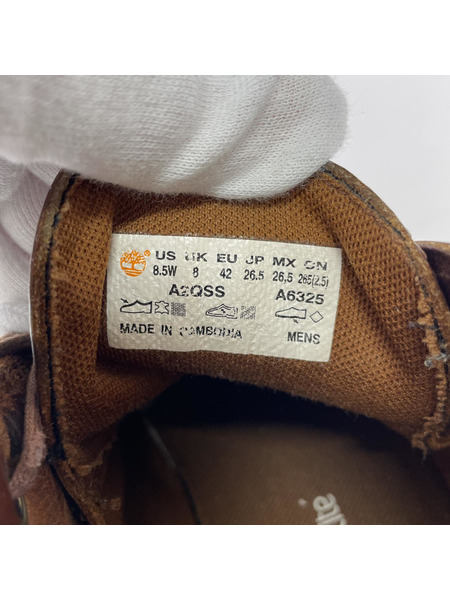 US UK EU JP MX CN
8.5W 8 42 26.5 26.5 265(2.5)
A2QSS A6325
MADE IN CAMBODIA MENS